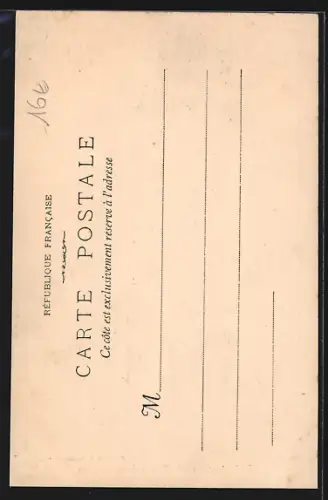 16€
RÉPUBLIQUE FRANÇAISE
CARTE POSTALE
Ce côté est exclusivement réservé à l'adresse
M